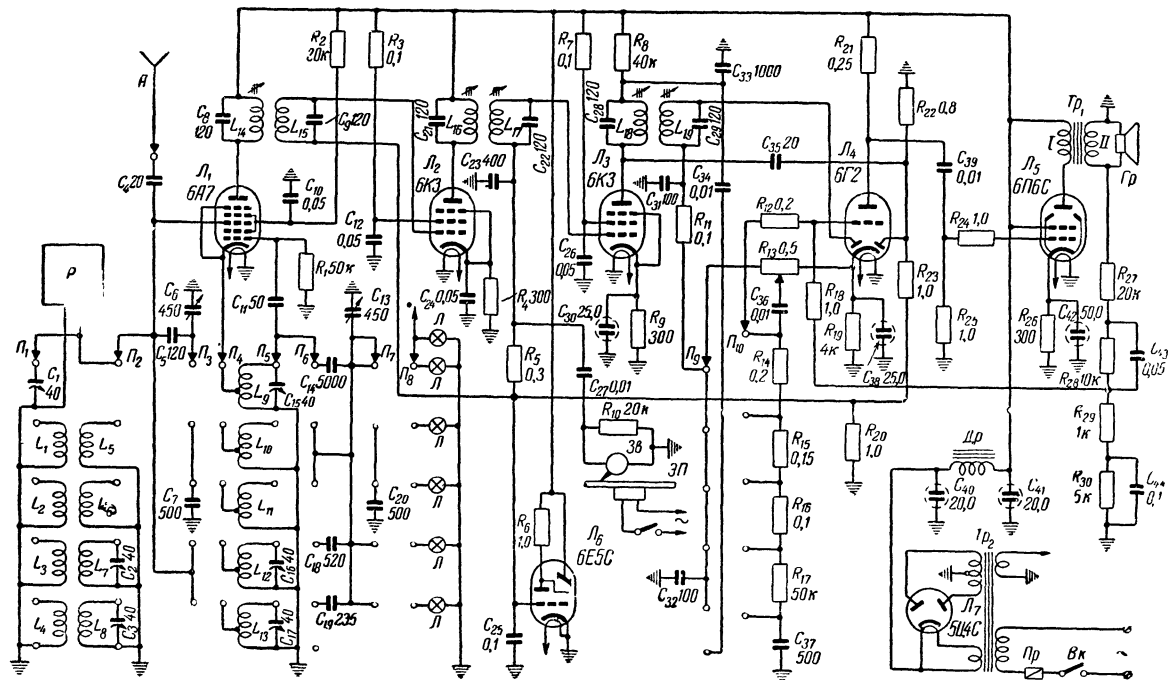 R₂
20к
R₃
0,1
R₇
0,1
R₈
40к
C₃₃ 1000
R₂₁
0,25
R₂₂ 0,8
А
C₈
120
L₁₄
L₁₅
C₉ 120
C₂₁ 120
L₁₆
L₁₇
C₂₂ 120
C₂₈ 120
L₁₈
L₁₉
C₂₉ 120
Тр₁
I
II
Гр
C₄ 20
Л₁
6А7
C₁₀
0,05
C₁₂
0,05
Л₂
6К3
C₂₃ 400
Л₃
6К3
C₃₁ 100
C₃₄
0,01
C₃₅ 20
Л₄
6Г2
C₃₉
0,01
Л₅
6П6С
R₁₁
0,1
R₁₂ 0,2
R₁₃ 0,5
R₂₄ 1,0
Р
R₁ 50к
C₁₁ 50
C₆
450
C₁₃
450
C₂₄ 0,05
R₄ 300
C₂₆
0,05
C₃₀ 25,0
R₉
300
C₃₆
0,01
R₁₈
1,0
R₁₉
4к
C₃₈ 25,0
R₂₃
1,0
R₂₅
1,0
R₂₆
300
C₄₂ 50,0
R₂₇
20к
П₁
П₂
П₃
П₄
П₅
П₆
П₇
П₈
П₉
П₁₀
C₁
40
C₅ 120
L₉
C₁₅ 40
C₁₄ 5000
Л
Л
R₅
0,3
C₂₇ 0,01
R₁₄
0,2
R₂₈ 10к
0,05
L₁
L₅
L₁₀
R₁₀ 20к
Зв
ЗП
R₁₅
0,15
R₂₀
1,0
R₂₉
1к
Др
L₂
C₇
500
L₁₁
C₂₀
500
R₆
1,0
Л₆
6Е5С
R₁₆
0,1
C₄₀
20,0
C₄₁
20,0
R₃₀
5к
0,1
L₃
L₇
C₂ 40
L₁₂
C₁₆ 40
C₁₈ 520
~
R₁₇
50к
Тр₂
L₄
L₈
C₃ 40
L₁₃
C₁₇ 40
C₁₉ 235
Л
C₂₅
0,1
C₃₂ 100
C₃₇
500
Л₇
5Ц4С
Пр
Вк
~